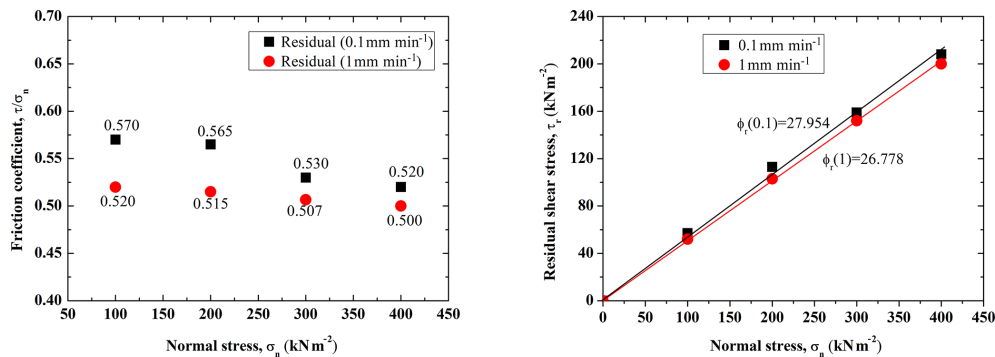 0.70
0.65
0.60
0.55
0.50
0.45
0.40
Friction coefficient, τ/σn
Residual (0.1mm min-1)
Residual (1mm min-1)
0.570
0.565
0.530
0.520
0.520
0.515
0.507
0.500
50 100 150 200 250 300 350 400 450
Normal stress, σn (kNm-2)
240
200
160
120
80
40
0
Residual shear stress, τr (kNm-2)
0.1mm min-1
1mm min-1
ϕr(0.1)=27.954
ϕr(1)=26.778
0 50 100 150 200 250 300 350 400 450
Normal stress, σn (kNm-2)